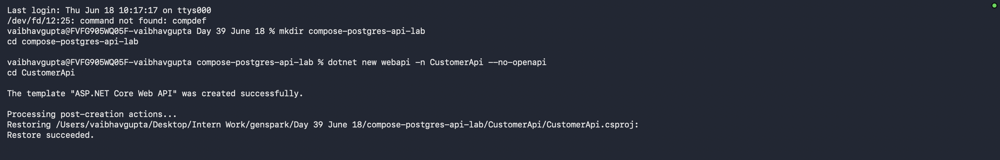 Last login: Thu Jun 18 10:17:17 on ttys000
/dev/fd/12:25: command not found: compdef
vaibhavgupta@FVFG905WQ05F-vaibhavgupta Day 39 June 18 % mkdir compose-postgres-api-lab
cd compose-postgres-api-lab
vaibhavgupta@FVFG905WQ05F-vaibhavgupta compose-postgres-api-lab % dotnet new webapi -n CustomerApi --no-openapi
cd CustomerApi
The template "ASP.NET Core Web API" was created successfully.
Processing post-creation actions...
Restoring /Users/vaibhavgupta/Desktop/Intern Work/genspark/Day 39 June 18/compose-postgres-api-lab/CustomerApi/CustomerApi.csproj:
Restore succeeded.